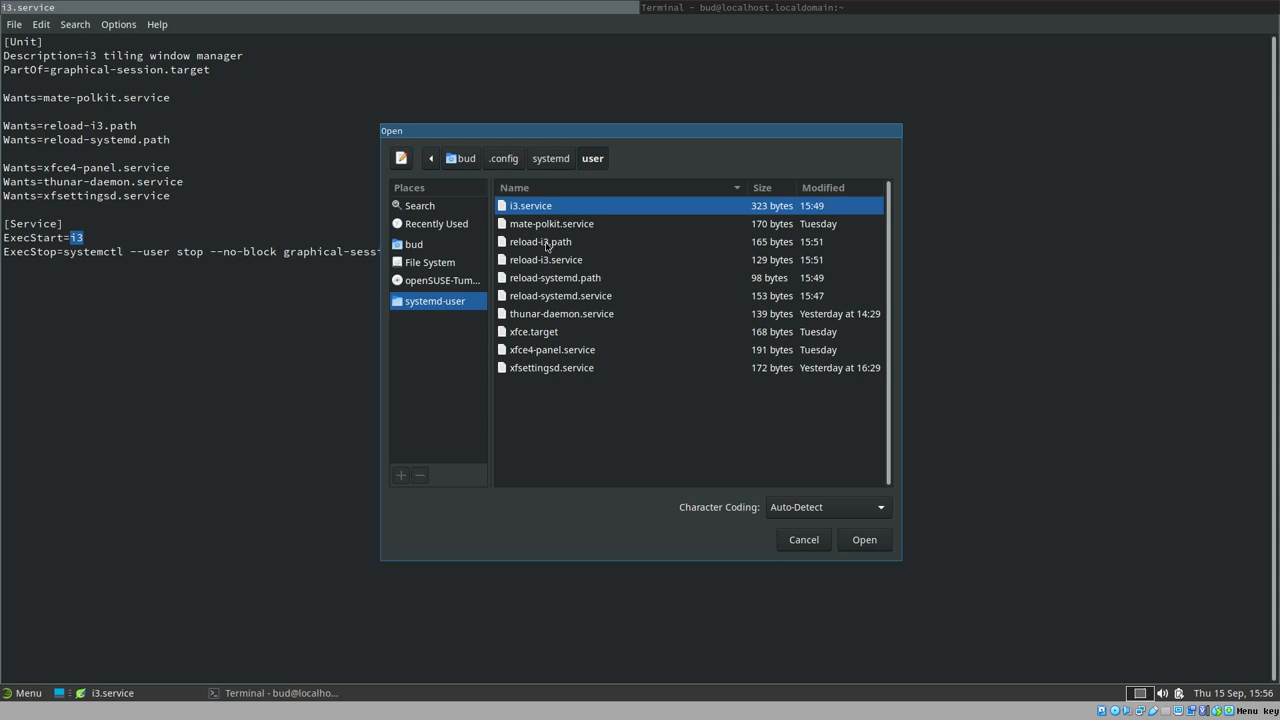 i3.service
Terminal - bud@localhost.localdomain:~
File Edit Search Options Help
[Unit]
Description=i3 tiling window manager
PartOf=graphical-session.target
Wants=mate-polkit.service
Wants=reload-i3.path
Wants=reload-systemd.path
Wants=xfce4-panel.service
Wants=thunar-daemon.service
Wants=xfsettingsd.service
[Service]
ExecStart=i3
ExecStop=systemctl --user stop --no-block graphical-sess
Open
bud .config systemd user
Places
Search
Recently Used
bud
File System
openSUSE-Tum...
systemd-user
Name Size Modified
i3.service 323 bytes 15:49
mate-polkit.service 170 bytes Tuesday
reload-i3.path 165 bytes 15:51
reload-i3.service 129 bytes 15:51
reload-systemd.path 98 bytes 15:49
reload-systemd.service 153 bytes 15:47
thunar-daemon.service 139 bytes Yesterday at 14:29
xfce.target 168 bytes Tuesday
xfce4-panel.service 191 bytes Tuesday
xfsettingsd.service 172 bytes Yesterday at 16:29
Character Coding: Auto-Detect
Cancel Open
Menu i3.service Terminal - bud@localho... Thu 15 Sep, 15:56
Menu key